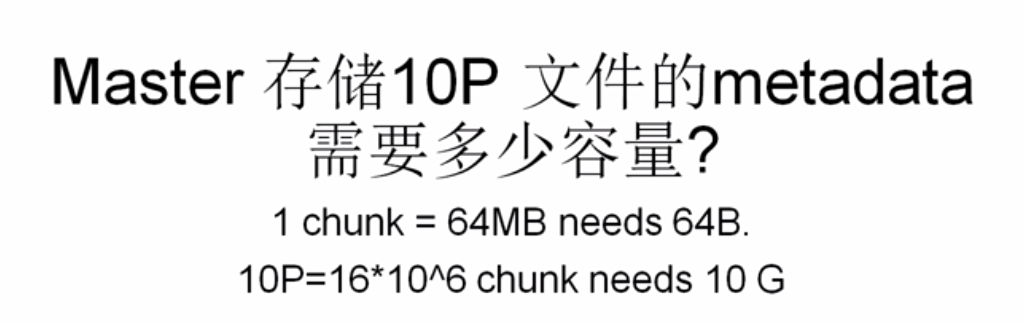 Master 存储10P 文件的metadata
需要多少容量?
1 chunk = 64MB needs 64B.
10P=16*10^6 chunk needs 10 G